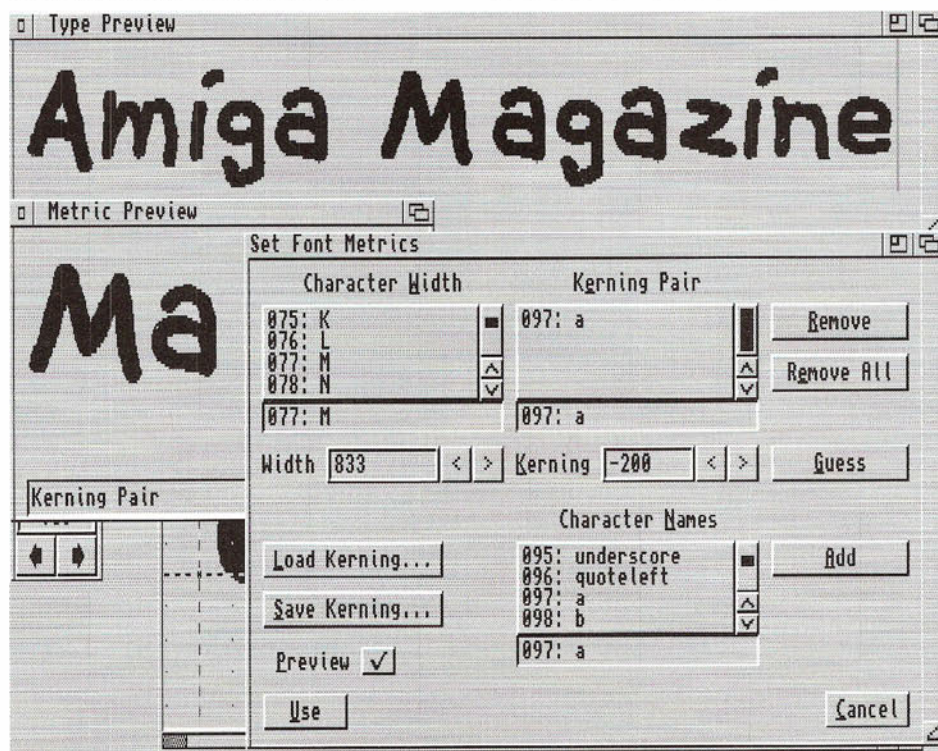 Type Preview
Amiga Magazine
Metric Preview
Ma
Kerning Pair
Set Font Metrics
Character Width
075: K
076: L
077: M
078: N
077: M
Width 833 < >
Kerning Pair
097: a
097: a
Kerning -200 < >
Remove
Remove All
Guess
Character Names
095: underscore
096: quoteleft
097: a
098: b
097: a
Add
Load Kerning...
Save Kerning...
Preview ✓
Use
Cancel